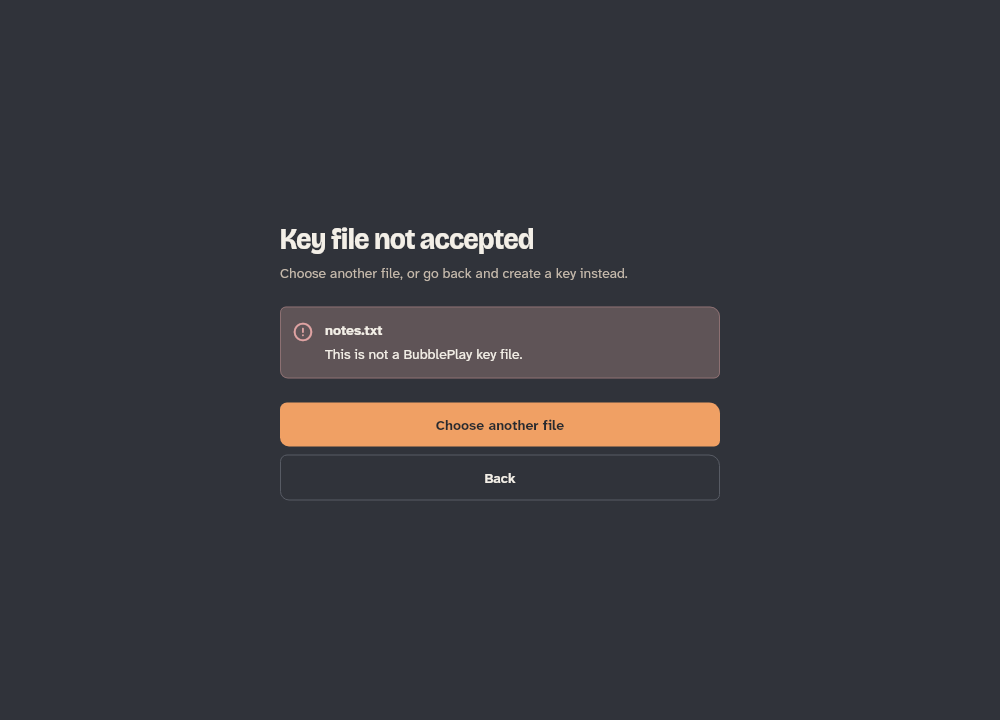 Key file not accepted
Choose another file, or go back and create a key instead.
notes.txt
This is not a BubblePlay key file.
Choose another file
Back